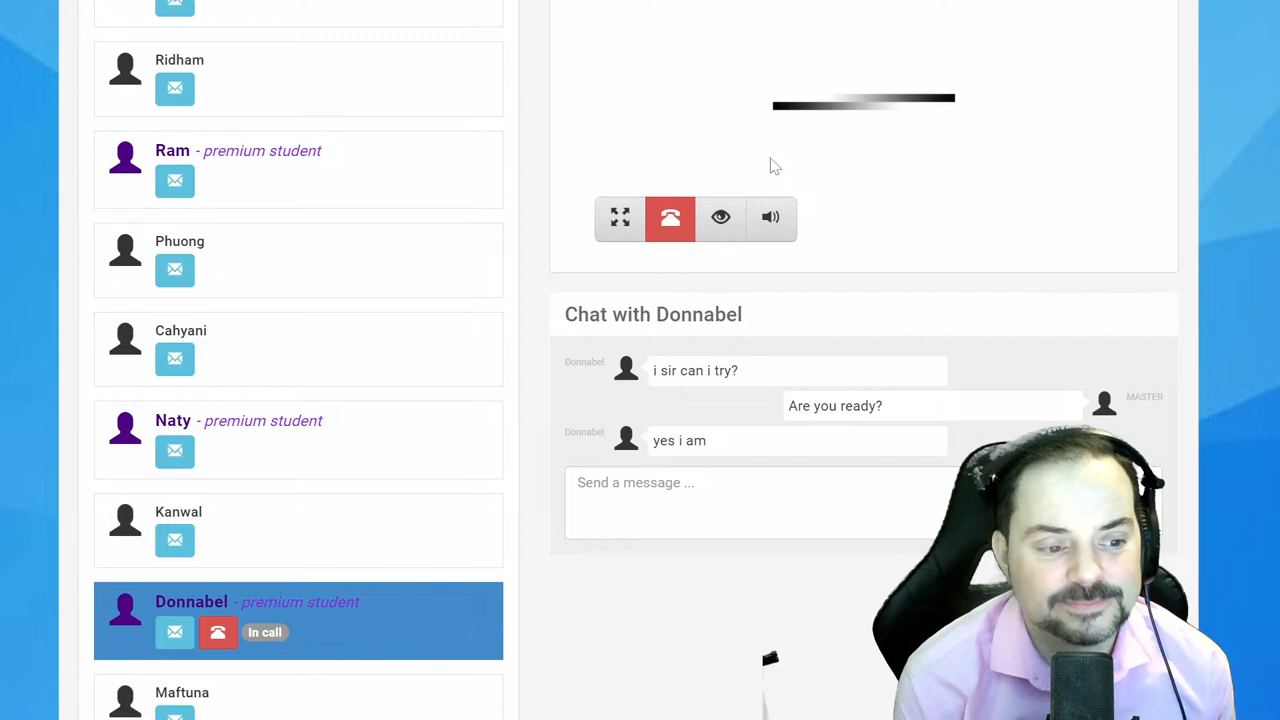 Ridham
Ram - premium student
Phuong
Cahyani
Naty - premium student
Kanwal
Donnabel - premium student
In call
Maftuna
Chat with Donnabel
Donnabel
i sir can i try?
Are you ready?
MASTER
Donnabel
yes i am
Send a message ...